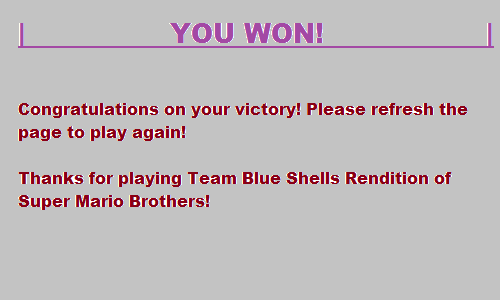 YOU WON!
Congratulations on your victory! Please refresh the
page to play again!
Thanks for playing Team Blue Shells Rendition of
Super Mario Brothers!